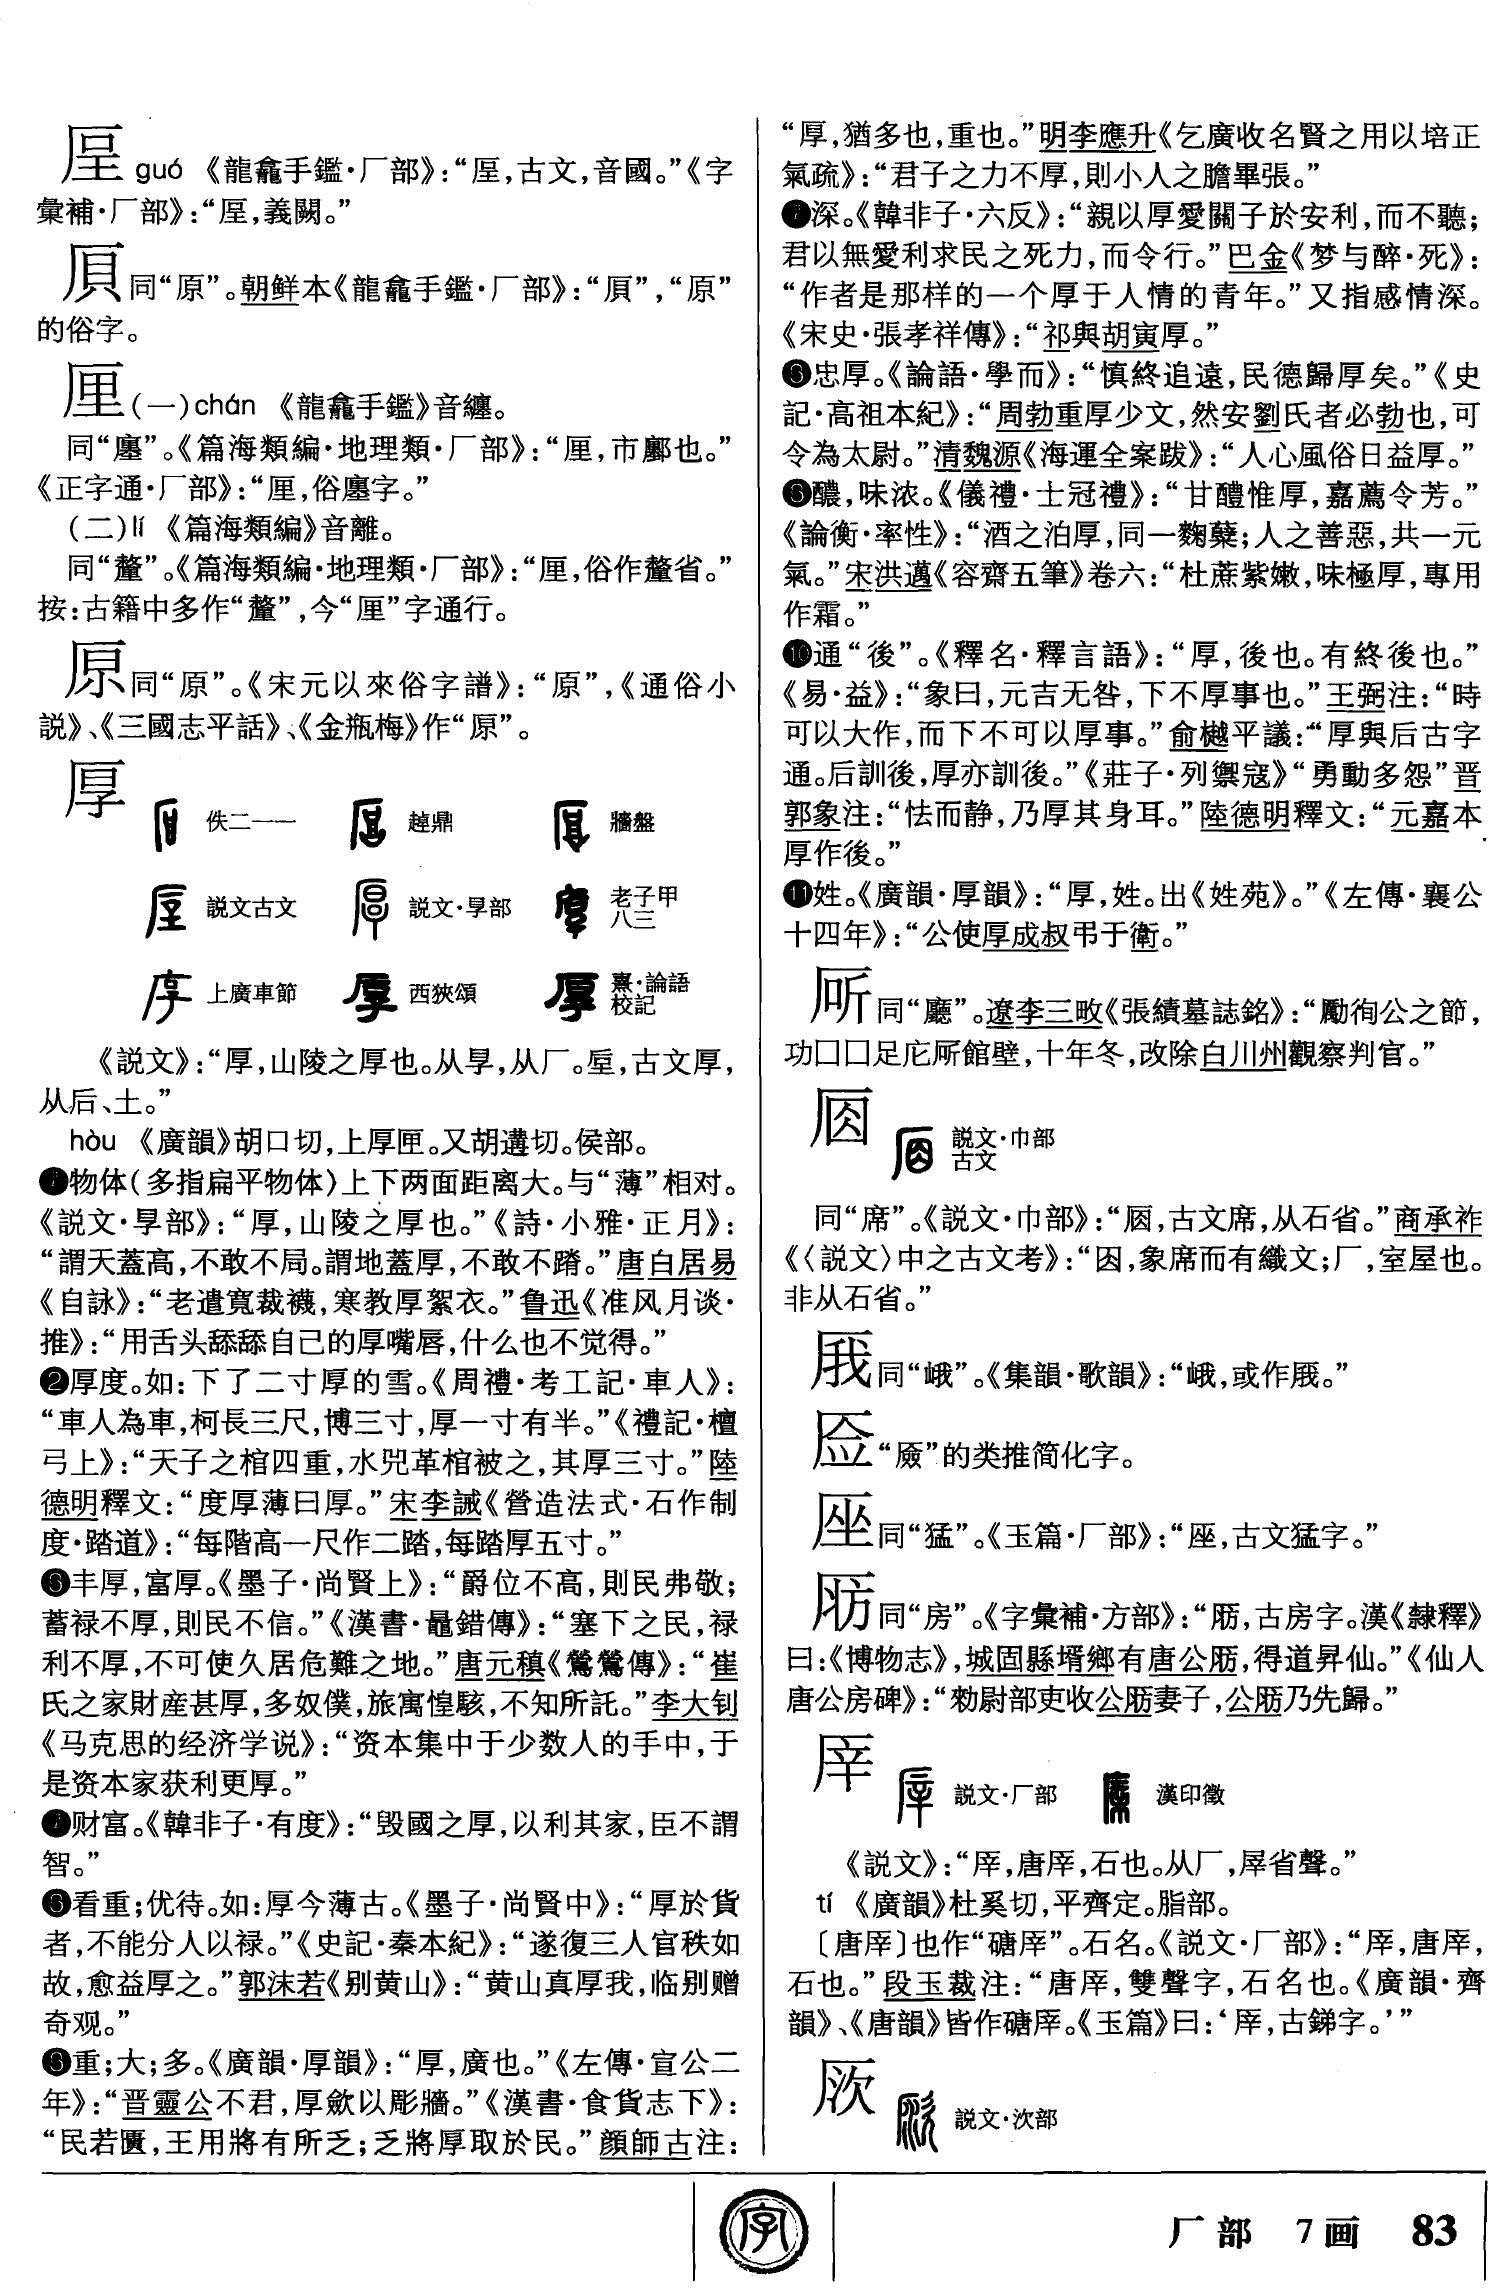 厓 guó 《龍龕手鑑·厂部》：“厓，古文，音國。”《字
彙補·厂部》：“厓，義闕。”
同“原”。朝鲜本《龍龕手鑑·厂部》：“”，“原”
的俗字。
厘(一)chán 《龍龕手鑑》音纏。
同“廛”。《篇海類編·地理類·厂部》：“厘，市鄽也。”
《正字通·厂部》：“厘，俗廛字。”
(二)lí 《篇海類編》音離。
同“釐”。《篇海類編·地理類·厂部》：“厘，俗作釐省。”
按：古籍中多作“釐”，今“厘”字通行。
同“原”。《宋元以來俗字譜》：“原”，《通俗小
説》、《三國志平話》、《金瓶梅》作“”。
厚
佚二一一 趠鼎 牆盤
説文古文 説文·㫗部 老子甲
八三
上廣車節 西狹頌 熹·論語
校記
《説文》：“厚，山陵之厚也。从㫗，从厂。垕，古文厚，
从后、土。”
hòu 《廣韻》胡口切，上厚匣。又胡遘切。侯部。
❶物体(多指扁平物体)上下两面距离大。与“薄”相对。
《説文·㫗部》：“厚，山陵之厚也。”《詩·小雅·正月》：
“謂天蓋高，不敢不局。謂地蓋厚，不敢不蹐。”唐白居易
《自詠》：“老遣寬裁襪，寒教厚絮衣。”鲁迅《准风月谈·
推》：“用舌头舔舔自己的厚嘴唇，什么也不觉得。”
❷厚度。如：下了二寸厚的雪。《周禮·考工記·車人》：
“車人為車，柯長三尺，博三寸，厚一寸有半。”《禮記·檀
弓上》：“天子之棺四重，水兕革棺被之，其厚三寸。”陸
德明釋文：“度厚薄曰厚。”宋李誡《營造法式·石作制
度·踏道》：“每階高一尺作二踏，每踏厚五寸。”
❸丰厚，富厚。《墨子·尚賢上》：“爵位不高，則民弗敬；
蓄禄不厚，則民不信。”《漢書·鼂錯傳》：“塞下之民，禄
利不厚，不可使久居危難之地。”唐元稹《鶯鶯傳》：“崔
氏之家財産甚厚，多奴僕，旅寓惶駭，不知所託。”李大钊
《马克思的经济学说》：“资本集中于少数人的手中，于
是资本家获利更厚。”
❹财富。《韓非子·有度》：“毁國之厚，以利其家，臣不謂
智。”
❺看重；优待。如：厚今薄古。《墨子·尚賢中》：“厚於貨
者，不能分人以禄。”《史記·秦本紀》：“遂復三人官秩如
故，愈益厚之。”郭沫若《别黄山》：“黄山真厚我，临别赠
奇观。”
❻重；大；多。《廣韻·厚韻》：“厚，廣也。”《左傳·宣公二
年》：“晋靈公不君，厚歛以彫牆。”《漢書·食貨志下》：
“民若匱，王用將有所乏；乏將厚取於民。”顔師古注：
“厚，猶多也，重也。”明李應升《乞廣收名賢之用以培正
氣疏》：“君子之力不厚，則小人之膽畢張。”
❼深。《韓非子·六反》：“親以厚愛關子於安利，而不聽；
君以無愛利求民之死力，而令行。”巴金《梦与醉·死》：
“作者是那样的一个厚于人情的青年。”又指感情深。
《宋史·張孝祥傳》：“祁與胡寅厚。”
❽忠厚。《論語·學而》：“慎終追遠，民德歸厚矣。”《史
記·高祖本紀》：“周勃重厚少文，然安劉氏者必勃也，可
令為太尉。”清魏源《海運全案跋》：“人心風俗日益厚。”
❾醲，味浓。《儀禮·士冠禮》：“甘醴惟厚，嘉薦令芳。”
《論衡·率性》：“酒之泊厚，同一麴蘖；人之善惡，共一元
氣。”宋洪邁《容齋五筆》卷六：“杜蔗紫嫩，味極厚，專用
作霜。”
❿通“後”。《釋名·釋言語》：“厚，後也。有終後也。”
《易·益》：“象曰，元吉无咎，下不厚事也。”王弼注：“時
可以大作，而下不可以厚事。”俞樾平議：“厚與后古字
通。后訓後，厚亦訓後。”《莊子·列禦寇》“勇動多怨”晋
郭象注：“怯而静，乃厚其身耳。”陸德明釋文：“元嘉本
厚作後。”
⓫姓。《廣韻·厚韻》：“厚，姓。出《姓苑》。”《左傳·襄公
十四年》：“公使厚成叔弔于衛。”
㕔同“廳”。遼李三畋《張績墓誌銘》：“勵徇公之節，
功囗囗足庀㕔館壁，十年冬，改除白川州觀察判官。”
説文·巾部
古文
同“席”。《説文·巾部》：“，古文席，从石省。”商承祚
《〈説文〉中之古文考》：“，象席而有織文；厂，室屋也。
非从石省。”
㕎同“峨”。《集韻·歌韻》：“峨，或作。”
“厱”的类推简化字。
同“猛”。《玉篇·厂部》：“，古文猛字。”
同“房”。《字彙補·方部》：“，古房字。漢《隸釋》
曰：《博物志》，城固縣壻鄉有唐公，得道昇仙。”《仙人
唐公房碑》：“勑尉部吏收公妻子，公乃先歸。”
厗
説文·厂部 漢印徵
《説文》：“厗，唐厗，石也。从厂，屖省聲。”
tí 《廣韻》杜奚切，平齊定。脂部。
〔唐厗〕也作“磄厗”。石名。《説文·厂部》：“厗，唐厗，
石也。”段玉裁注：“唐厗，雙聲字，石名也。《廣韻·齊
韻》、《唐韻》皆作磄厗。《玉篇》曰：‘厗，古銻字。’”
説文·㳄部
字
厂部 7画 83